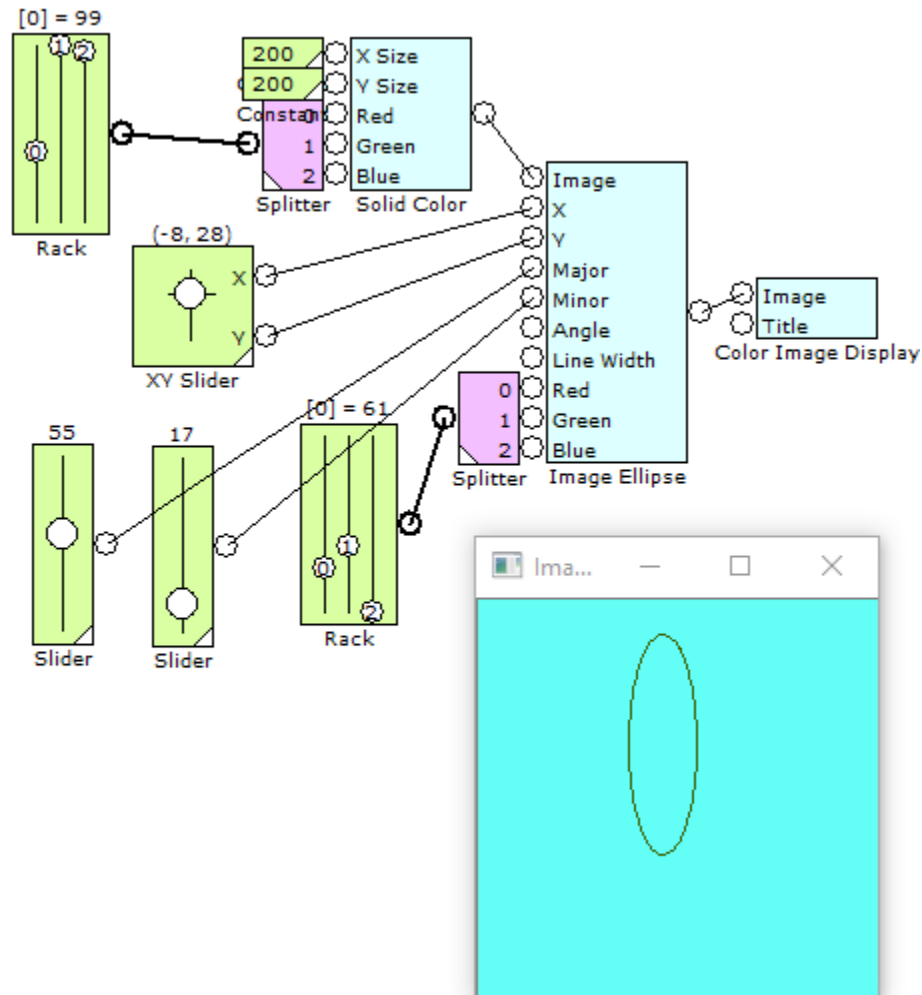 [0] = 99
1 2
0
Rack
200
200
Constant
0
1
2
Splitter
X Size
Y Size
Red
Green
Blue
Solid Color
(-8, 28)
X
Y
XY Slider
55
Slider
17
Slider
[0] = 61
0 1 2
Rack
0
1
2
Splitter
Image
X
Y
Major
Minor
Angle
Line Width
Red
Green
Blue
Image Ellipse
Image
Title
Color Image Display
Ima...